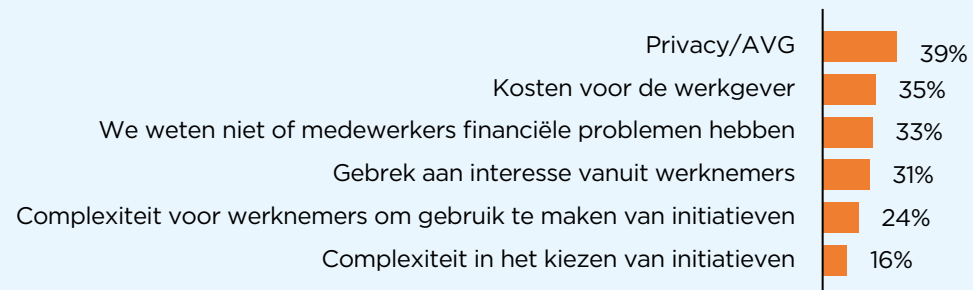 Privacy/AVG 39%
Kosten voor de werkgever 35%
We weten niet of medewerkers financiële problemen hebben 33%
Gebrek aan interesse vanuit werknemers 31%
Complexiteit voor werknemers om gebruik te maken van initiatieven 24%
Complexiteit in het kiezen van initiatieven 16%